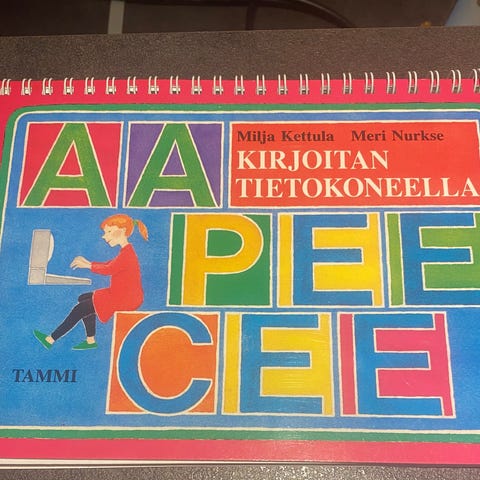 AA
Milja Kettula Meri Nurkse
KIRJOITAN
TIETOKONEELLA
PEE
CEE
TAMMI